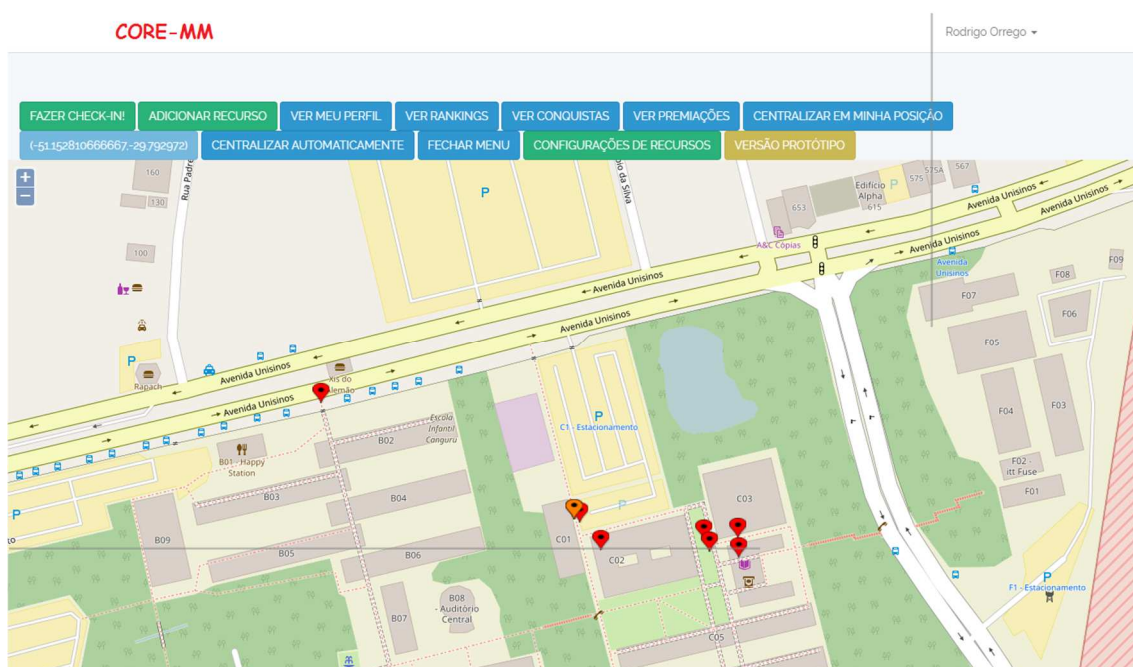 CORE-MM
Rodrigo Orrego
FAZER CHECK-IN!
ADICIONAR RECURSO
VER MEU PERFIL
VER RANKINGS
VER CONQUISTAS
VER PREMIAÇÕES
CENTRALIZAR EM MINHA POSIÇÃO
(-51.152810666667,-29.792972)
CENTRALIZAR AUTOMATICAMENTE
FECHAR MENU
CONFIGURAÇÕES DE RECURSOS
VERSÃO PROTÓTIPO
+
−
160
130
100
Rua Padre
oio da Silva
P
653
Edifício
Alpha
615
P
575
575A
567
A&C Cópias
Avenida Unisinos
Avenida Unisinos
Avenida Unisinos
Avenida
Unisinos
Avenida Unisinos
Avenida Unisinos
F09
F08
F07
F06
F05
F04
F03
F02 -
itt Fuse
F01
P
Rapach
Avenida Unisinos
Xis do
Alemão
Avenida Unisinos
Escola
Infantil
Canguru
P
C1 - Estacionamento
P
B01 - Happy
Station
B02
B03
B04
B05
B06
B07
B08
- Auditório
Central
B09
P
to
C01
C02
C03
C05
P
F1 - Estacionamento